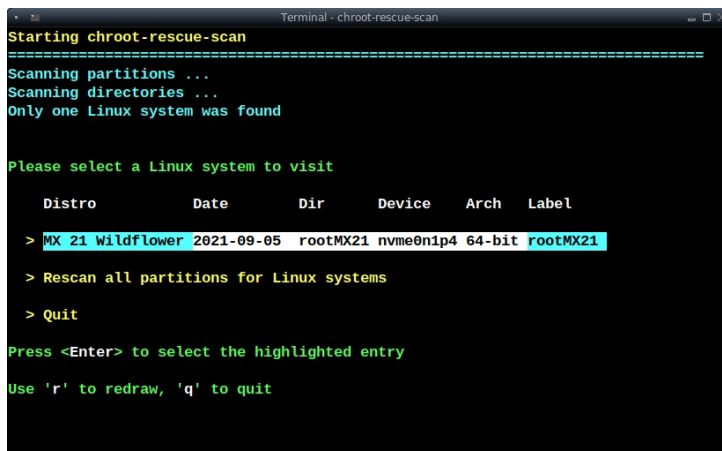 Terminal - chroot-rescue-scan
Starting chroot-rescue-scan
===============================================================================
Scanning partitions ...
Scanning directories ...
Only one Linux system was found
Please select a Linux system to visit
Distro Date Dir Device Arch Label
> MX 21 Wildflower 2021-09-05 rootMX21 nvme0n1p4 64-bit rootMX21
> Rescan all partitions for Linux systems
> Quit
Press <Enter> to select the highlighted entry
Use 'r' to redraw, 'q' to quit